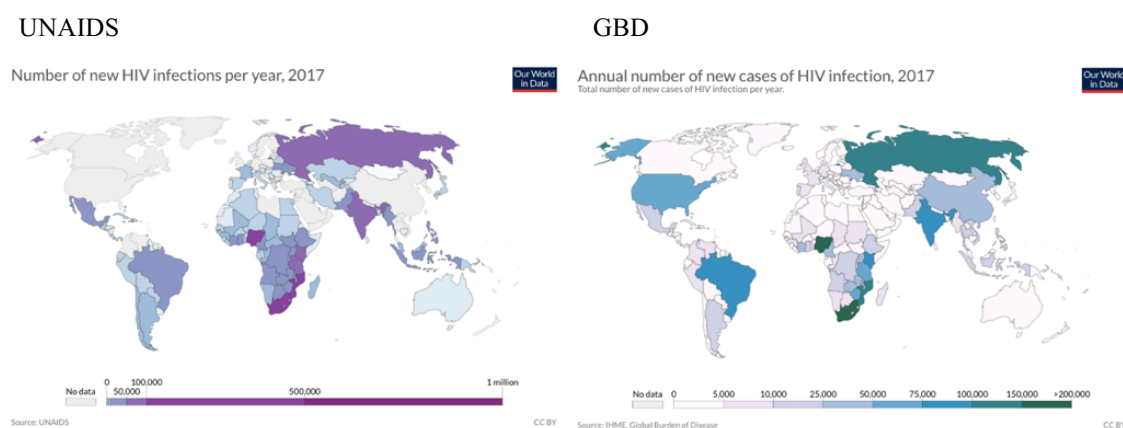 UNAIDS
Number of new HIV infections per year, 2017
Our World
in Data
No data
0
50,000
100,000
500,000
1 million
Source: UNAIDS
CC BY
GBD
Annual number of new cases of HIV infection, 2017
Total number of new cases of HIV infection per year.
Our World
in Data
No data
0
5,000
10,000
25,000
50,000
75,000
100,000
150,000
>200,000
Source: IHME, Global Burden of Disease
CC BY